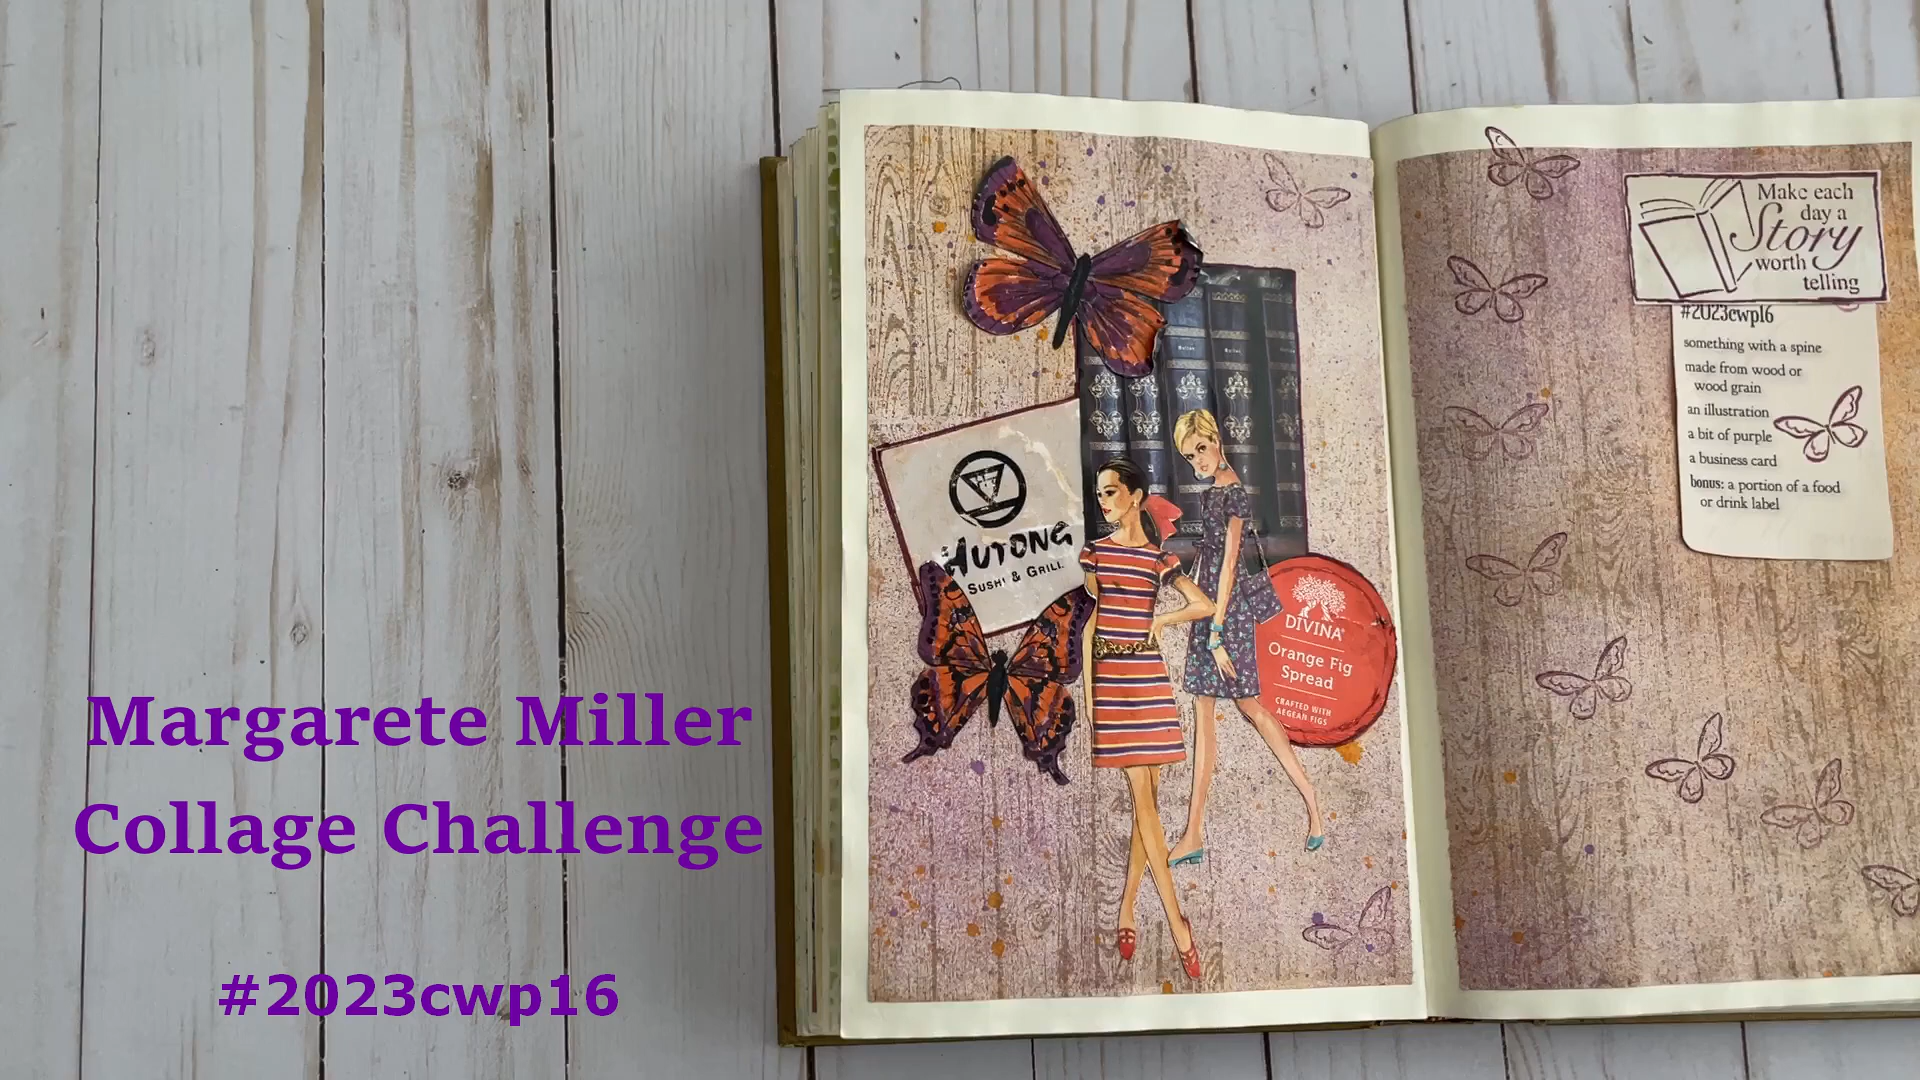 Margarete Miller
Collage Challenge
#2023cwp16
HUTONG
SUSHI & GRILL
DIVINA®
Orange Fig
Spread
CRAFTED WITH
AEGEAN FIGS
Make each
day a
Story
worth
telling
#2023cwp16
something with a spine
made from wood or
wood grain
an illustration
a bit of purple
a business card
bonus: a portion of a food
or drink label